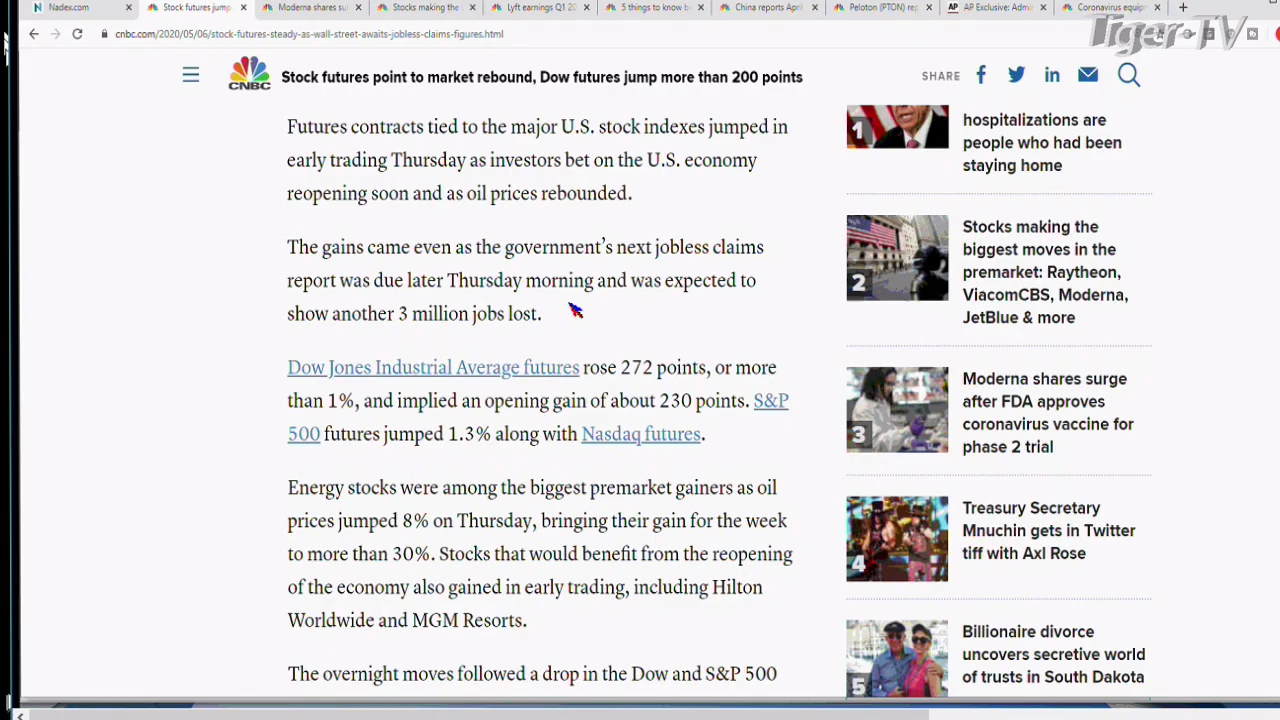 Nadex.com
Stock futures jump
Moderna shares su
Stocks making the
Lyft earnings Q1 20
5 things to know b
China reports April
Peloton (PTON) rep
AP Exclusive: Admi
Coronavirus equip
Tiger-TV
cnbc.com/2020/05/06/stock-futures-steady-as-wall-street-awaits-jobless-claims-figures.html
CNBC
Stock futures point to market rebound, Dow futures jump more than 200 points
SHARE
Futures contracts tied to the major U.S. stock indexes jumped in
early trading Thursday as investors bet on the U.S. economy
reopening soon and as oil prices rebounded.
The gains came even as the government's next jobless claims
report was due later Thursday morning and was expected to
show another 3 million jobs lost.
Dow Jones Industrial Average futures rose 272 points, or more
than 1%, and implied an opening gain of about 230 points. S&P
500 futures jumped 1.3% along with Nasdaq futures.
Energy stocks were among the biggest premarket gainers as oil
prices jumped 8% on Thursday, bringing their gain for the week
to more than 30%. Stocks that would benefit from the reopening
of the economy also gained in early trading, including Hilton
Worldwide and MGM Resorts.
The overnight moves followed a drop in the Dow and S&P 500
1
hospitalizations are
people who had been
staying home
2
Stocks making the
biggest moves in the
premarket: Raytheon,
ViacomCBS, Moderna,
JetBlue & more
3
Moderna shares surge
after FDA approves
coronavirus vaccine for
phase 2 trial
4
Treasury Secretary
Mnuchin gets in Twitter
tiff with Axl Rose
5
Billionaire divorce
uncovers secretive world
of trusts in South Dakota